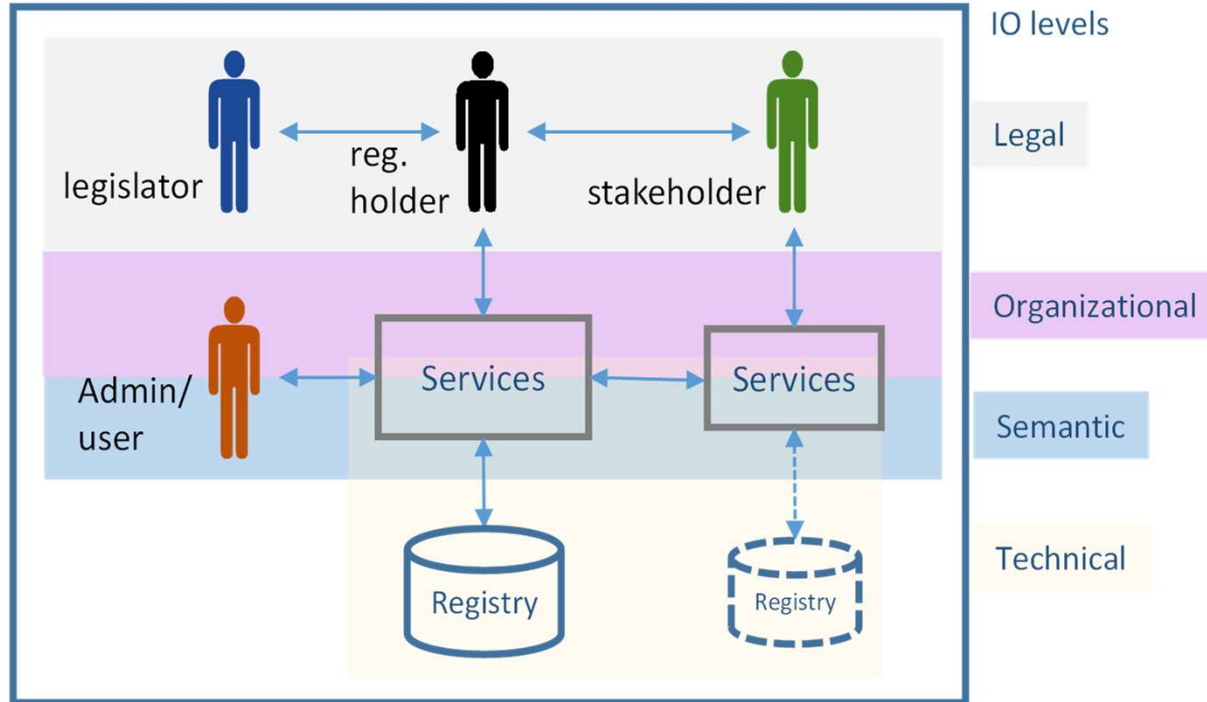 IO levels
Legal
legislator
reg.
holder
stakeholder
Organizational
Admin/
user
Services
Services
Semantic
Technical
Registry
Registry